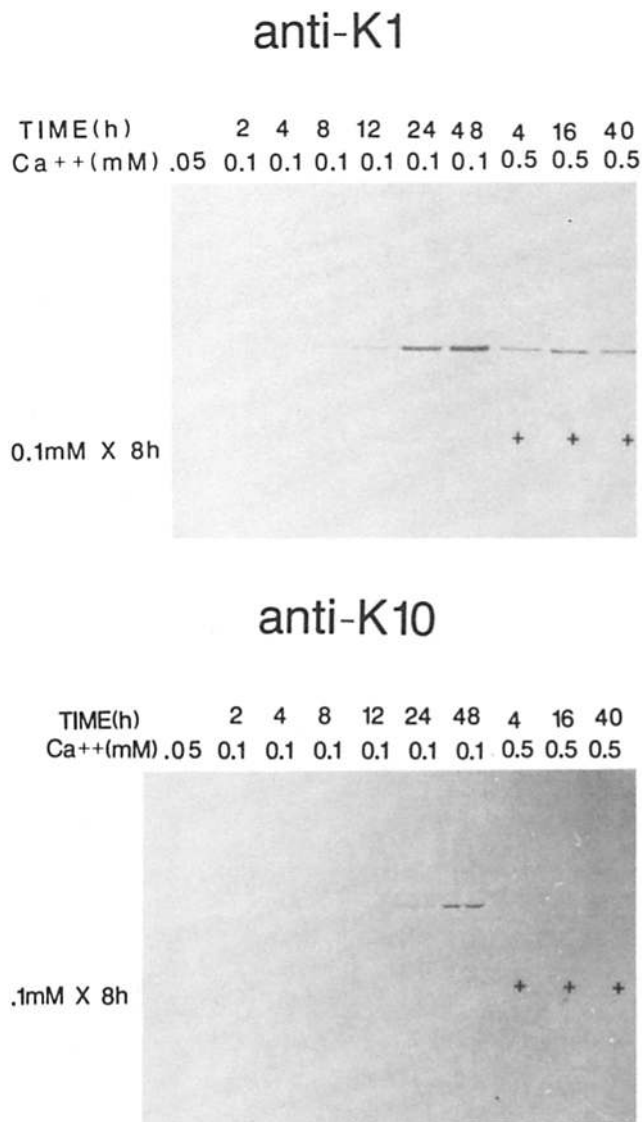 anti-K1
TIME(h) 2 4 8 12 24 48 4 16 40
Ca++(mM) .05 0.1 0.1 0.1 0.1 0.1 0.1 0.5 0.5 0.5
0.1mM X 8h + + +
anti-K10
TIME(h) 2 4 8 12 24 48 4 16 40
Ca++(mM) .05 0.1 0.1 0.1 0.1 0.1 0.1 0.5 0.5 0.5
.1mM X 8h + + +